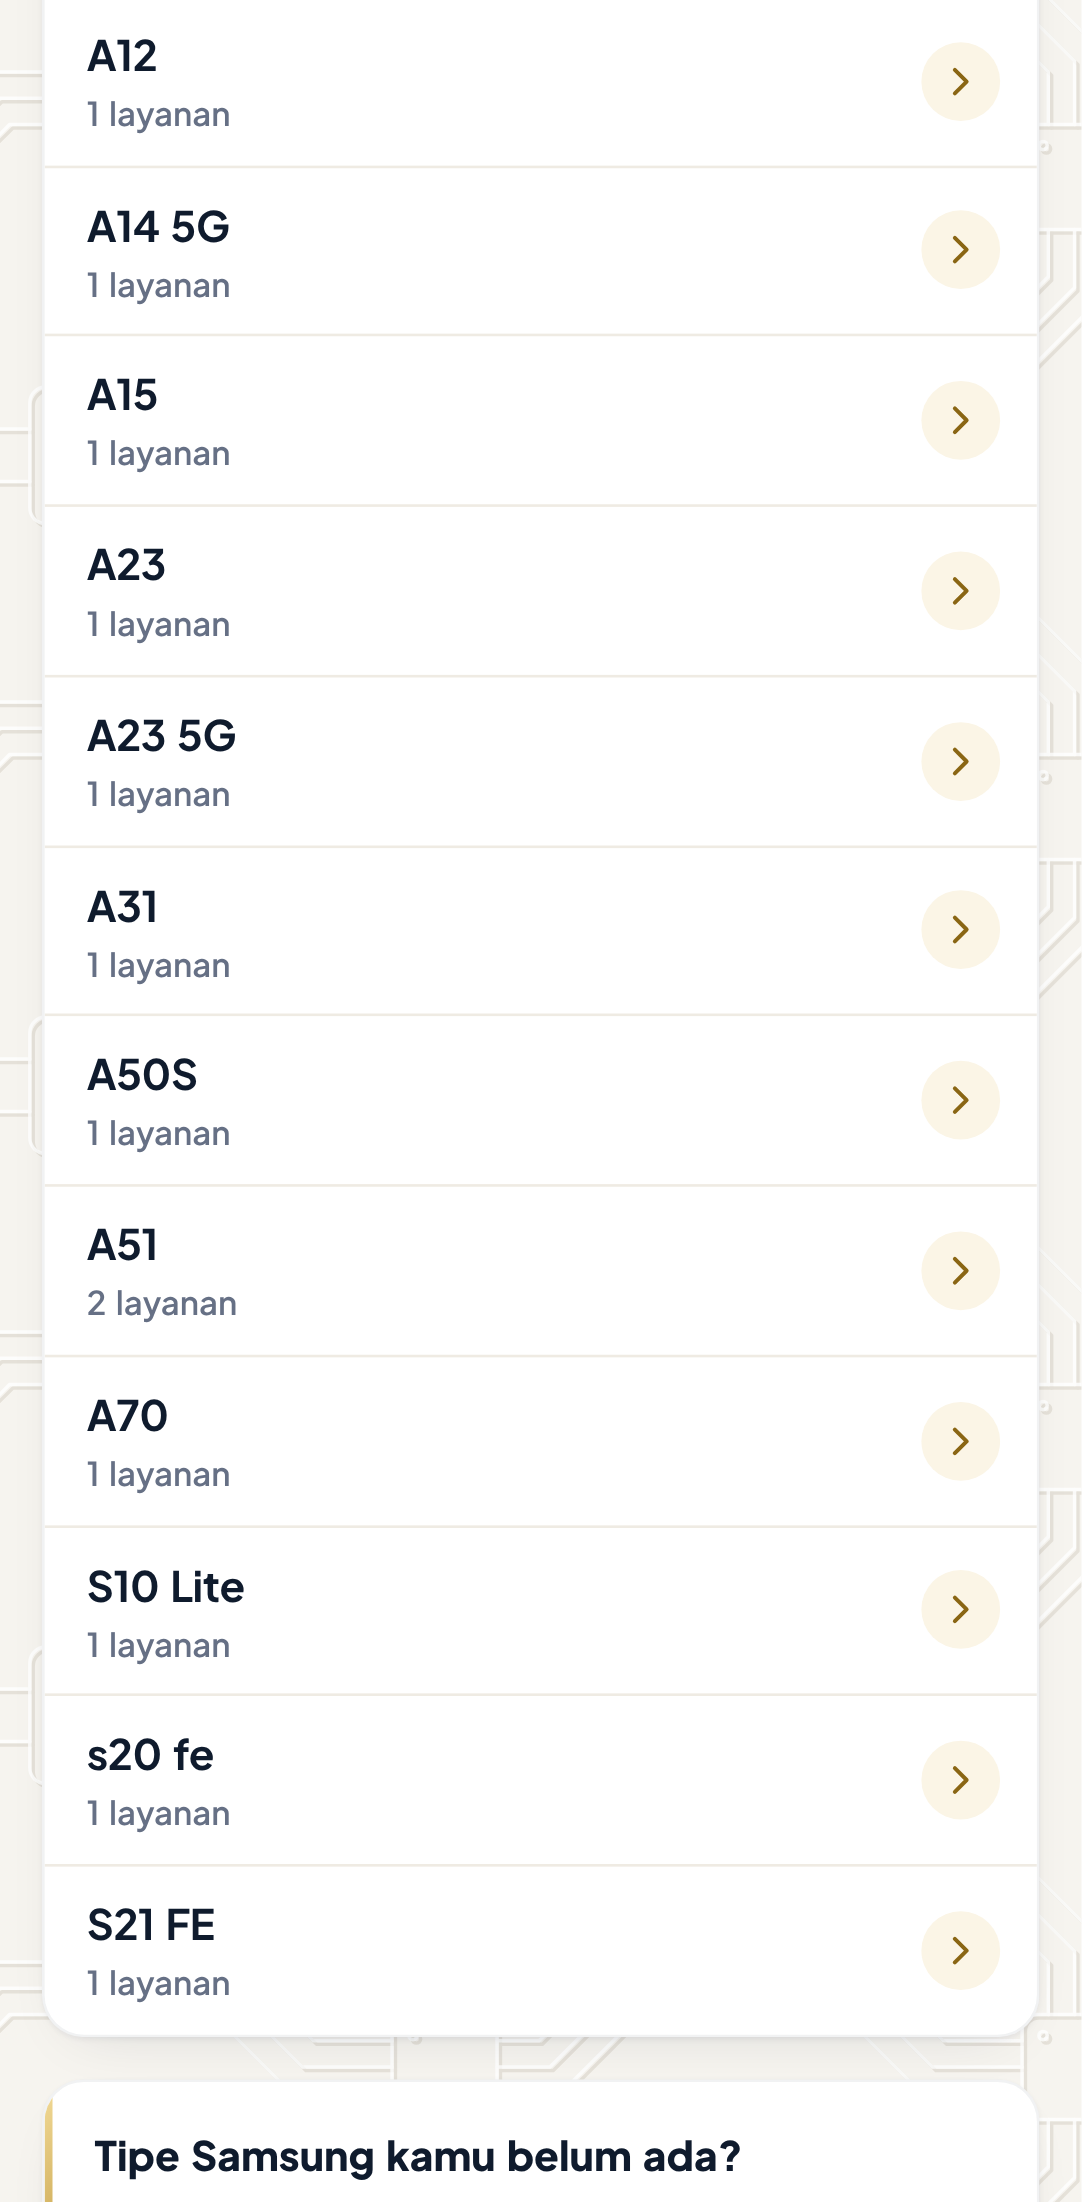 A12
1 layanan
A14 5G
1 layanan
A15
1 layanan
A23
1 layanan
A23 5G
1 layanan
A31
1 layanan
A50S
1 layanan
A51
2 layanan
A70
1 layanan
S10 Lite
1 layanan
s20 fe
1 layanan
S21 FE
1 layanan
Tipe Samsung kamu belum ada?